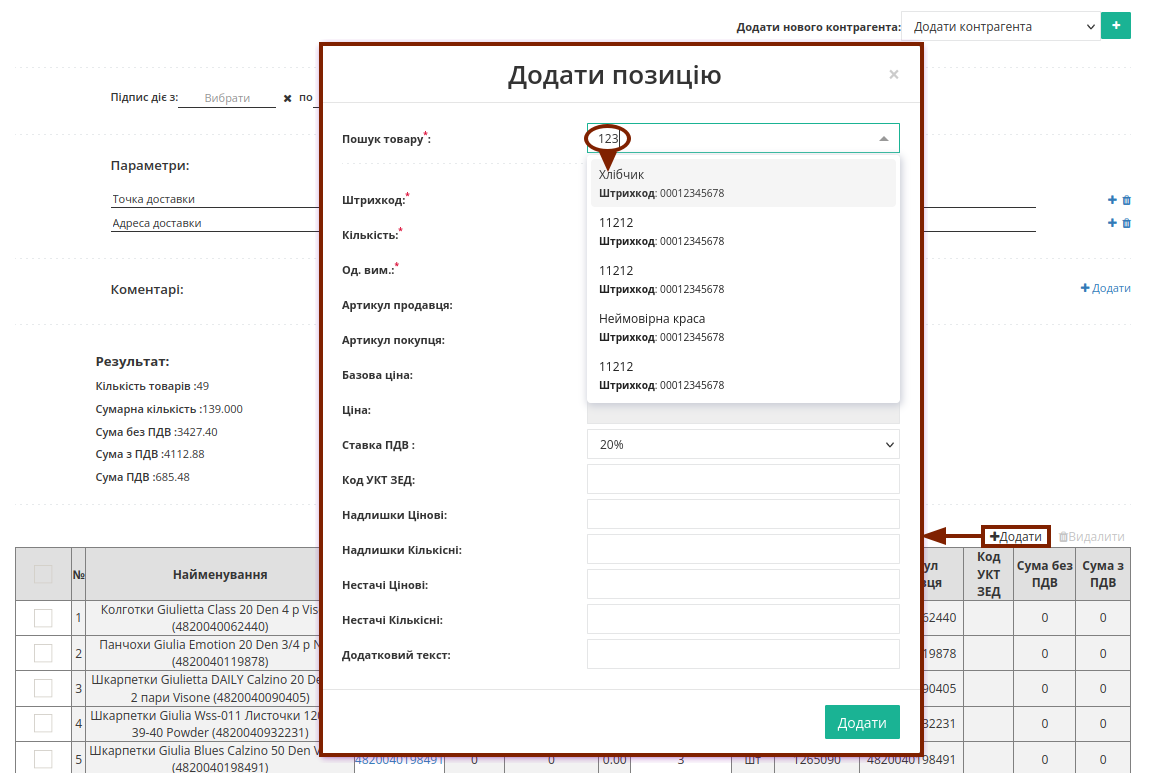 Додати нового контрагента: Додати контрагента +
Додати позицію ×
Підпис діє з: Вибрати × по
Пошук товару*: 123
Хлібчик
Штрихкод: 00012345678
11212
Штрихкод: 00012345678
11212
Штрихкод: 00012345678
Неймовірна краса
Штрихкод: 00012345678
11212
Штрихкод: 00012345678
Штрихкод:*
Кількість:*
Од. вим.:*
Артикул продавця:
Артикул покупця:
Базова ціна:
Ціна:
Ставка ПДВ : 20%
Код УКТ ЗЕД:
Надлишки Цінові:
Надлишки Кількісні:
Нестачі Цінові:
Нестачі Кількісні:
Додатковий текст:
Додати
Параметри:
Точка доставки
Адреса доставки
Коментарі:
+ Додати
Результат:
Кількість товарів :49
Сумарна кількість :139.000
Сума без ПДВ :3427.40
Сума з ПДВ :4112.88
Сума ПДВ :685.48
+Додати Видалити
№ Найменування Код УКТ ЗЕД Сума без ПДВ Сума з ПДВ
1 Колготки Giulietta Class 20 Den 4 р Vis
(4820040062440) 62440 0 0
2 Панчохи Giulia Emotion 20 Den 3/4 р N
(4820040119878) 19878 0 0
3 Шкарпетки Giulietta DAILY Calzino 20 De
2 пари Visone (4820040090405) 90405 0 0
4 Шкарпетки Giulia Wss-011 Листочки 120
39-40 Powder (4820040932231) 32231 0 0
5 Шкарпетки Giulia Blues Calzino 50 Den V
(4820040198491) 4820040198491 0 0 0.00 3 шт 1265090 4820040198491 0 0